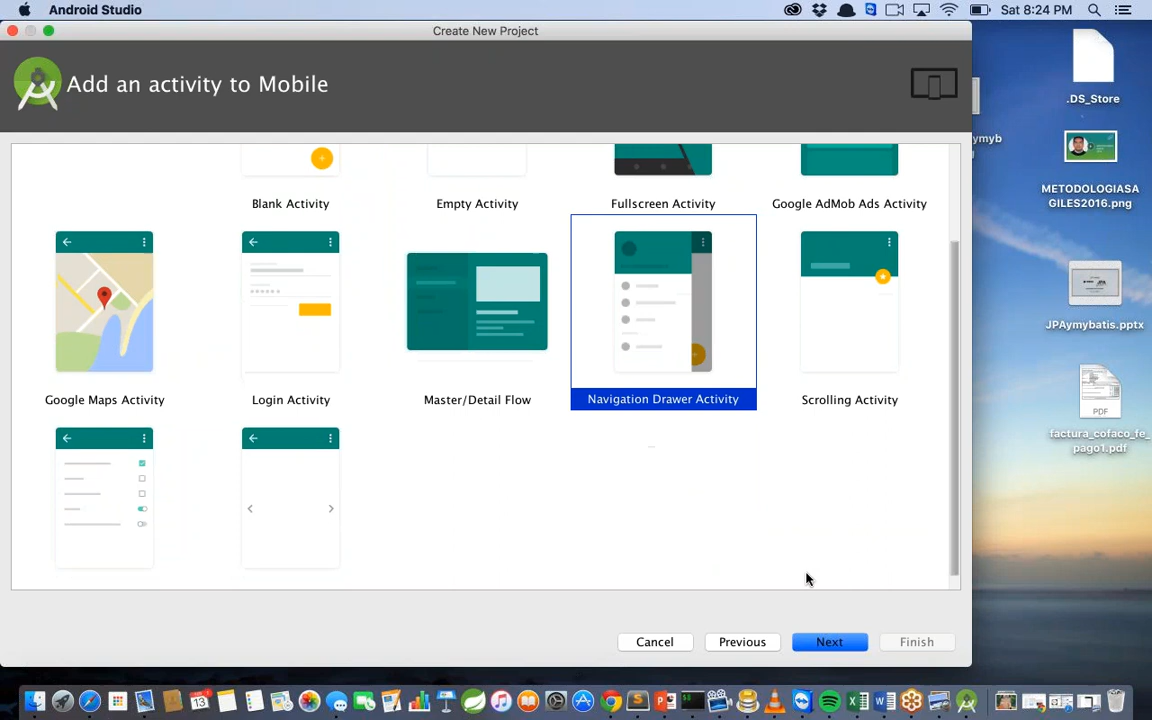 Android Studio
Sat 8:24 PM
Create New Project
Add an activity to Mobile
Blank Activity
Empty Activity
Fullscreen Activity
Google AdMob Ads Activity
Google Maps Activity
Login Activity
Master/Detail Flow
Navigation Drawer Activity
Scrolling Activity
Cancel
Previous
Next
Finish
.DS_Store
ymyb
METODOLOGIASA
GILES2016.png
JPAymybatis.pptx
PDF
factura_cofaco_fe_
pago1.pdf
13